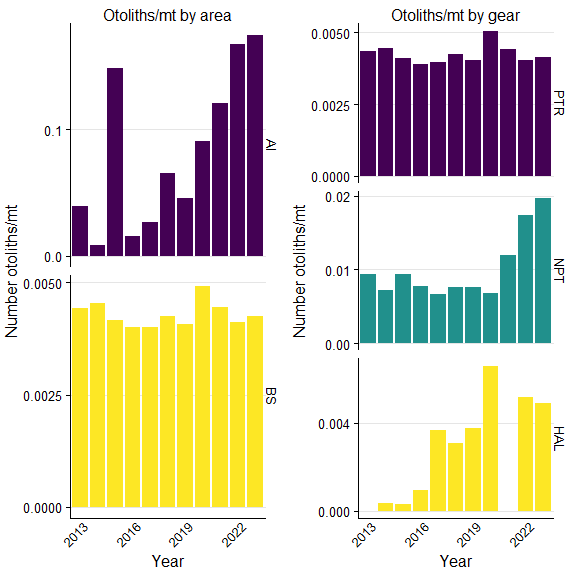 Otoliths/mt by area
Number otoliths/mt
0.1
0.0
AI
0.0050
0.0025
0.0000
BS
2013
2016
2019
2022
Year
Otoliths/mt by gear
Number otoliths/mt
0.0050
0.0025
0.0000
PTR
0.02
0.01
0.00
NPT
0.004
0.000
HAL
2013
2016
2019
2022
Year